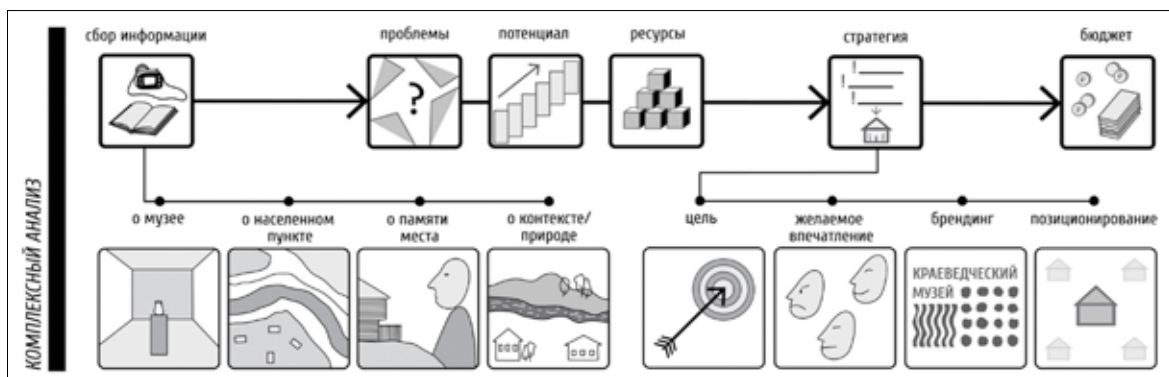 КОМПЛЕКСНЫЙ АНАЛИЗ
сбор информации
проблемы
потенциал
ресурсы
стратегия
бюджет
?
о музее
о населенном
пункте
о памяти
места
о контексте/
природе
цель
желаемое
впечатление
брендинг
позиционирование
КРАЕВЕДЧЕСКИЙ
МУЗЕЙ